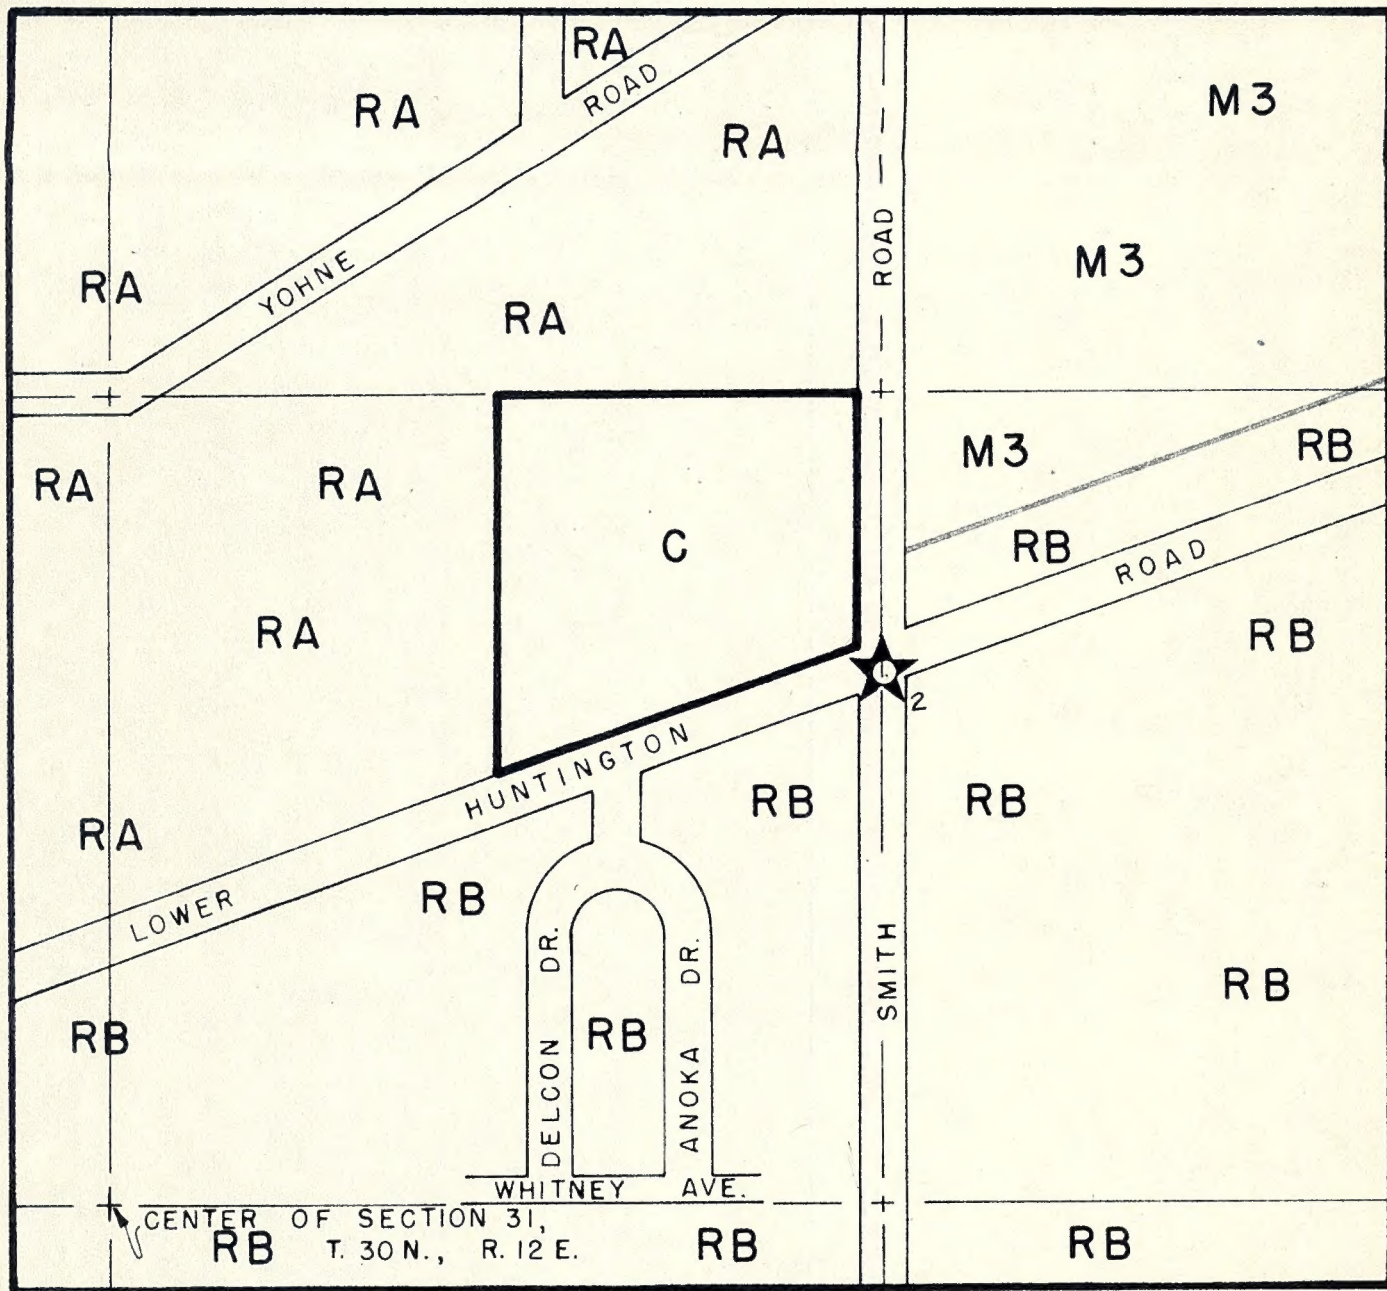 RA
ROAD
RA
M3
RA
ROAD
M3
YOHNE
RA
RA
M3
RB
RA
RA
C
RB
ROAD
RA
RB
1.
2
HUNTINGTON
RB
RB
RA
RB
LOWER
DELCON DR.
ANOKA DR.
SMITH
RB
RB
RB
WHITNEY AVE.
CENTER OF SECTION 31,
T. 30 N., R. 12 E.
RB
RB
RB